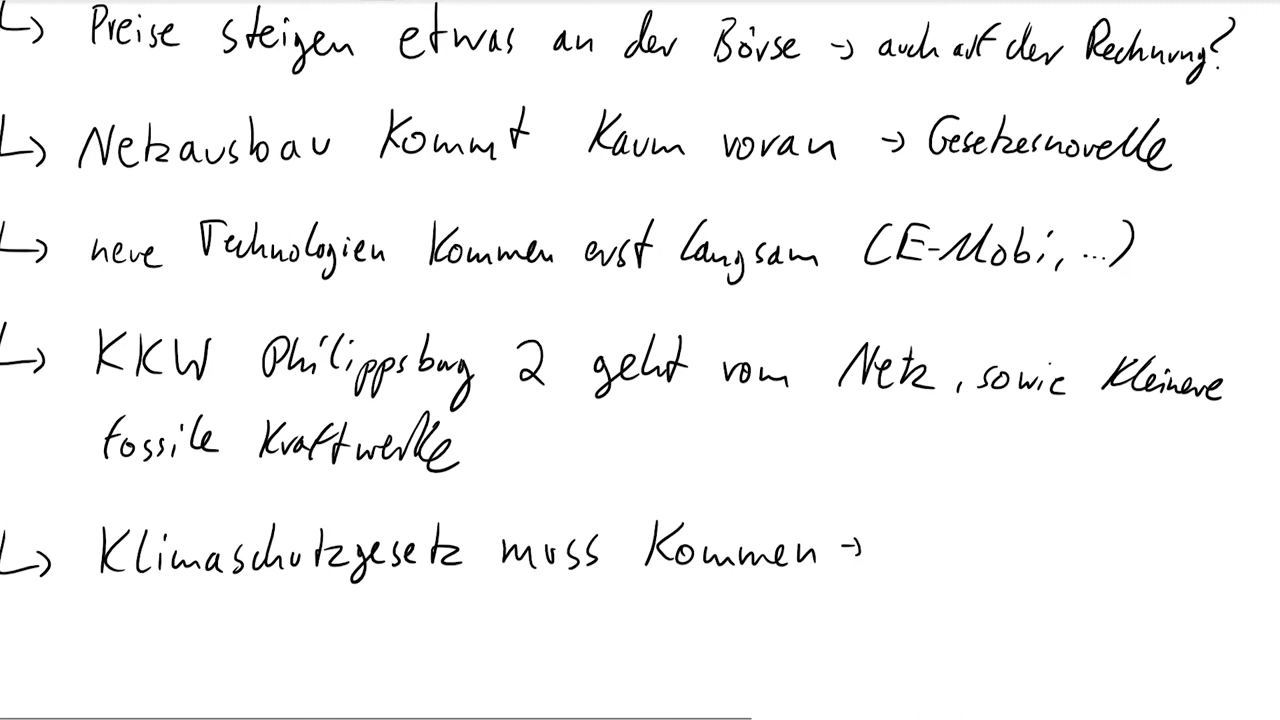 ↳ Preise steigen etwas an der Börse → auch auf der Rechnung?
↳ Netzausbau kommt kaum voran → Gesetzesnovelle
↳ neue Technologien kommen erst langsam (E-Mobi, ...)
↳ KKW Philippsburg 2 geht vom Netz, sowie kleinere
fossile Kraftwerke
↳ Klimaschutzgesetz muss kommen →